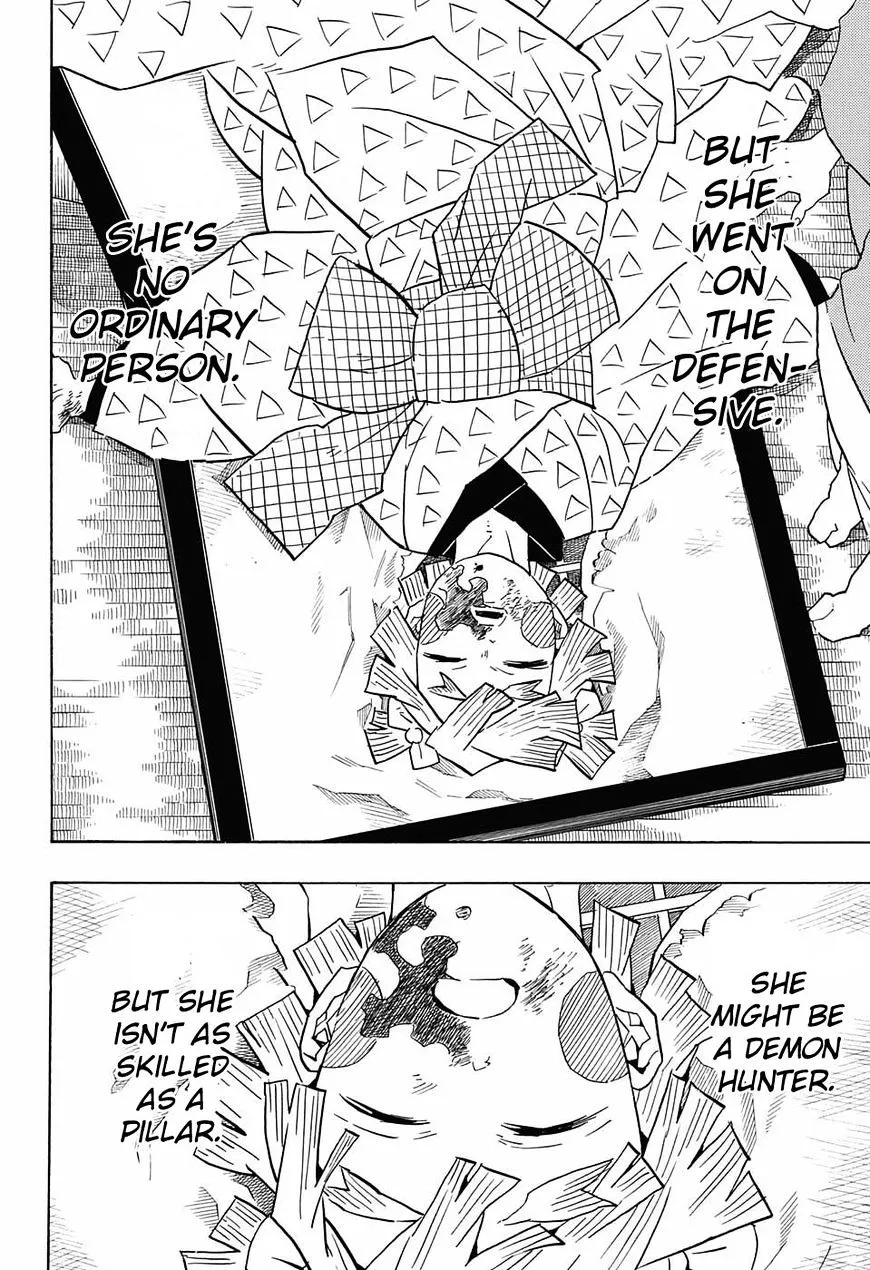 BUT
SHE
WENT
ON
THE
DEFEN-
SIVE.
SHE'S
NO
ORDINARY
PERSON.
SHE
MIGHT BE
A DEMON
HUNTER.
BUT SHE
ISN'T AS
SKILLED
AS A
PILLAR.